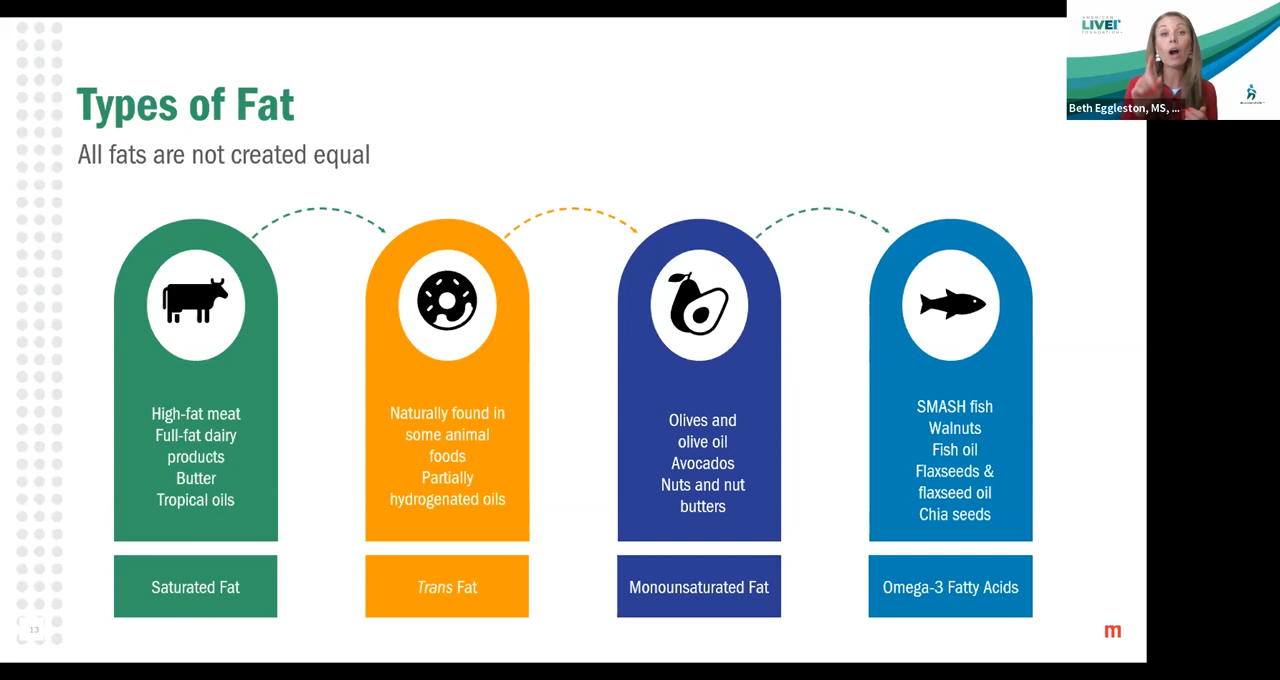 Types of Fat
All fats are not created equal
High-fat meat
Full-fat dairy
products
Butter
Tropical oils
Saturated Fat
Naturally found in
some animal
foods
Partially
hydrogenated oils
Trans Fat
Olives and
olive oil
Avocados
Nuts and nut
butters
Monounsaturated Fat
SMASH fish
Walnuts
Fish oil
Flaxseeds &
flaxseed oil
Chia seeds
Omega-3 Fatty Acids
13
m
AMERICAN
LIVER
FOUNDATION
Beth Eggleston, MS, ...